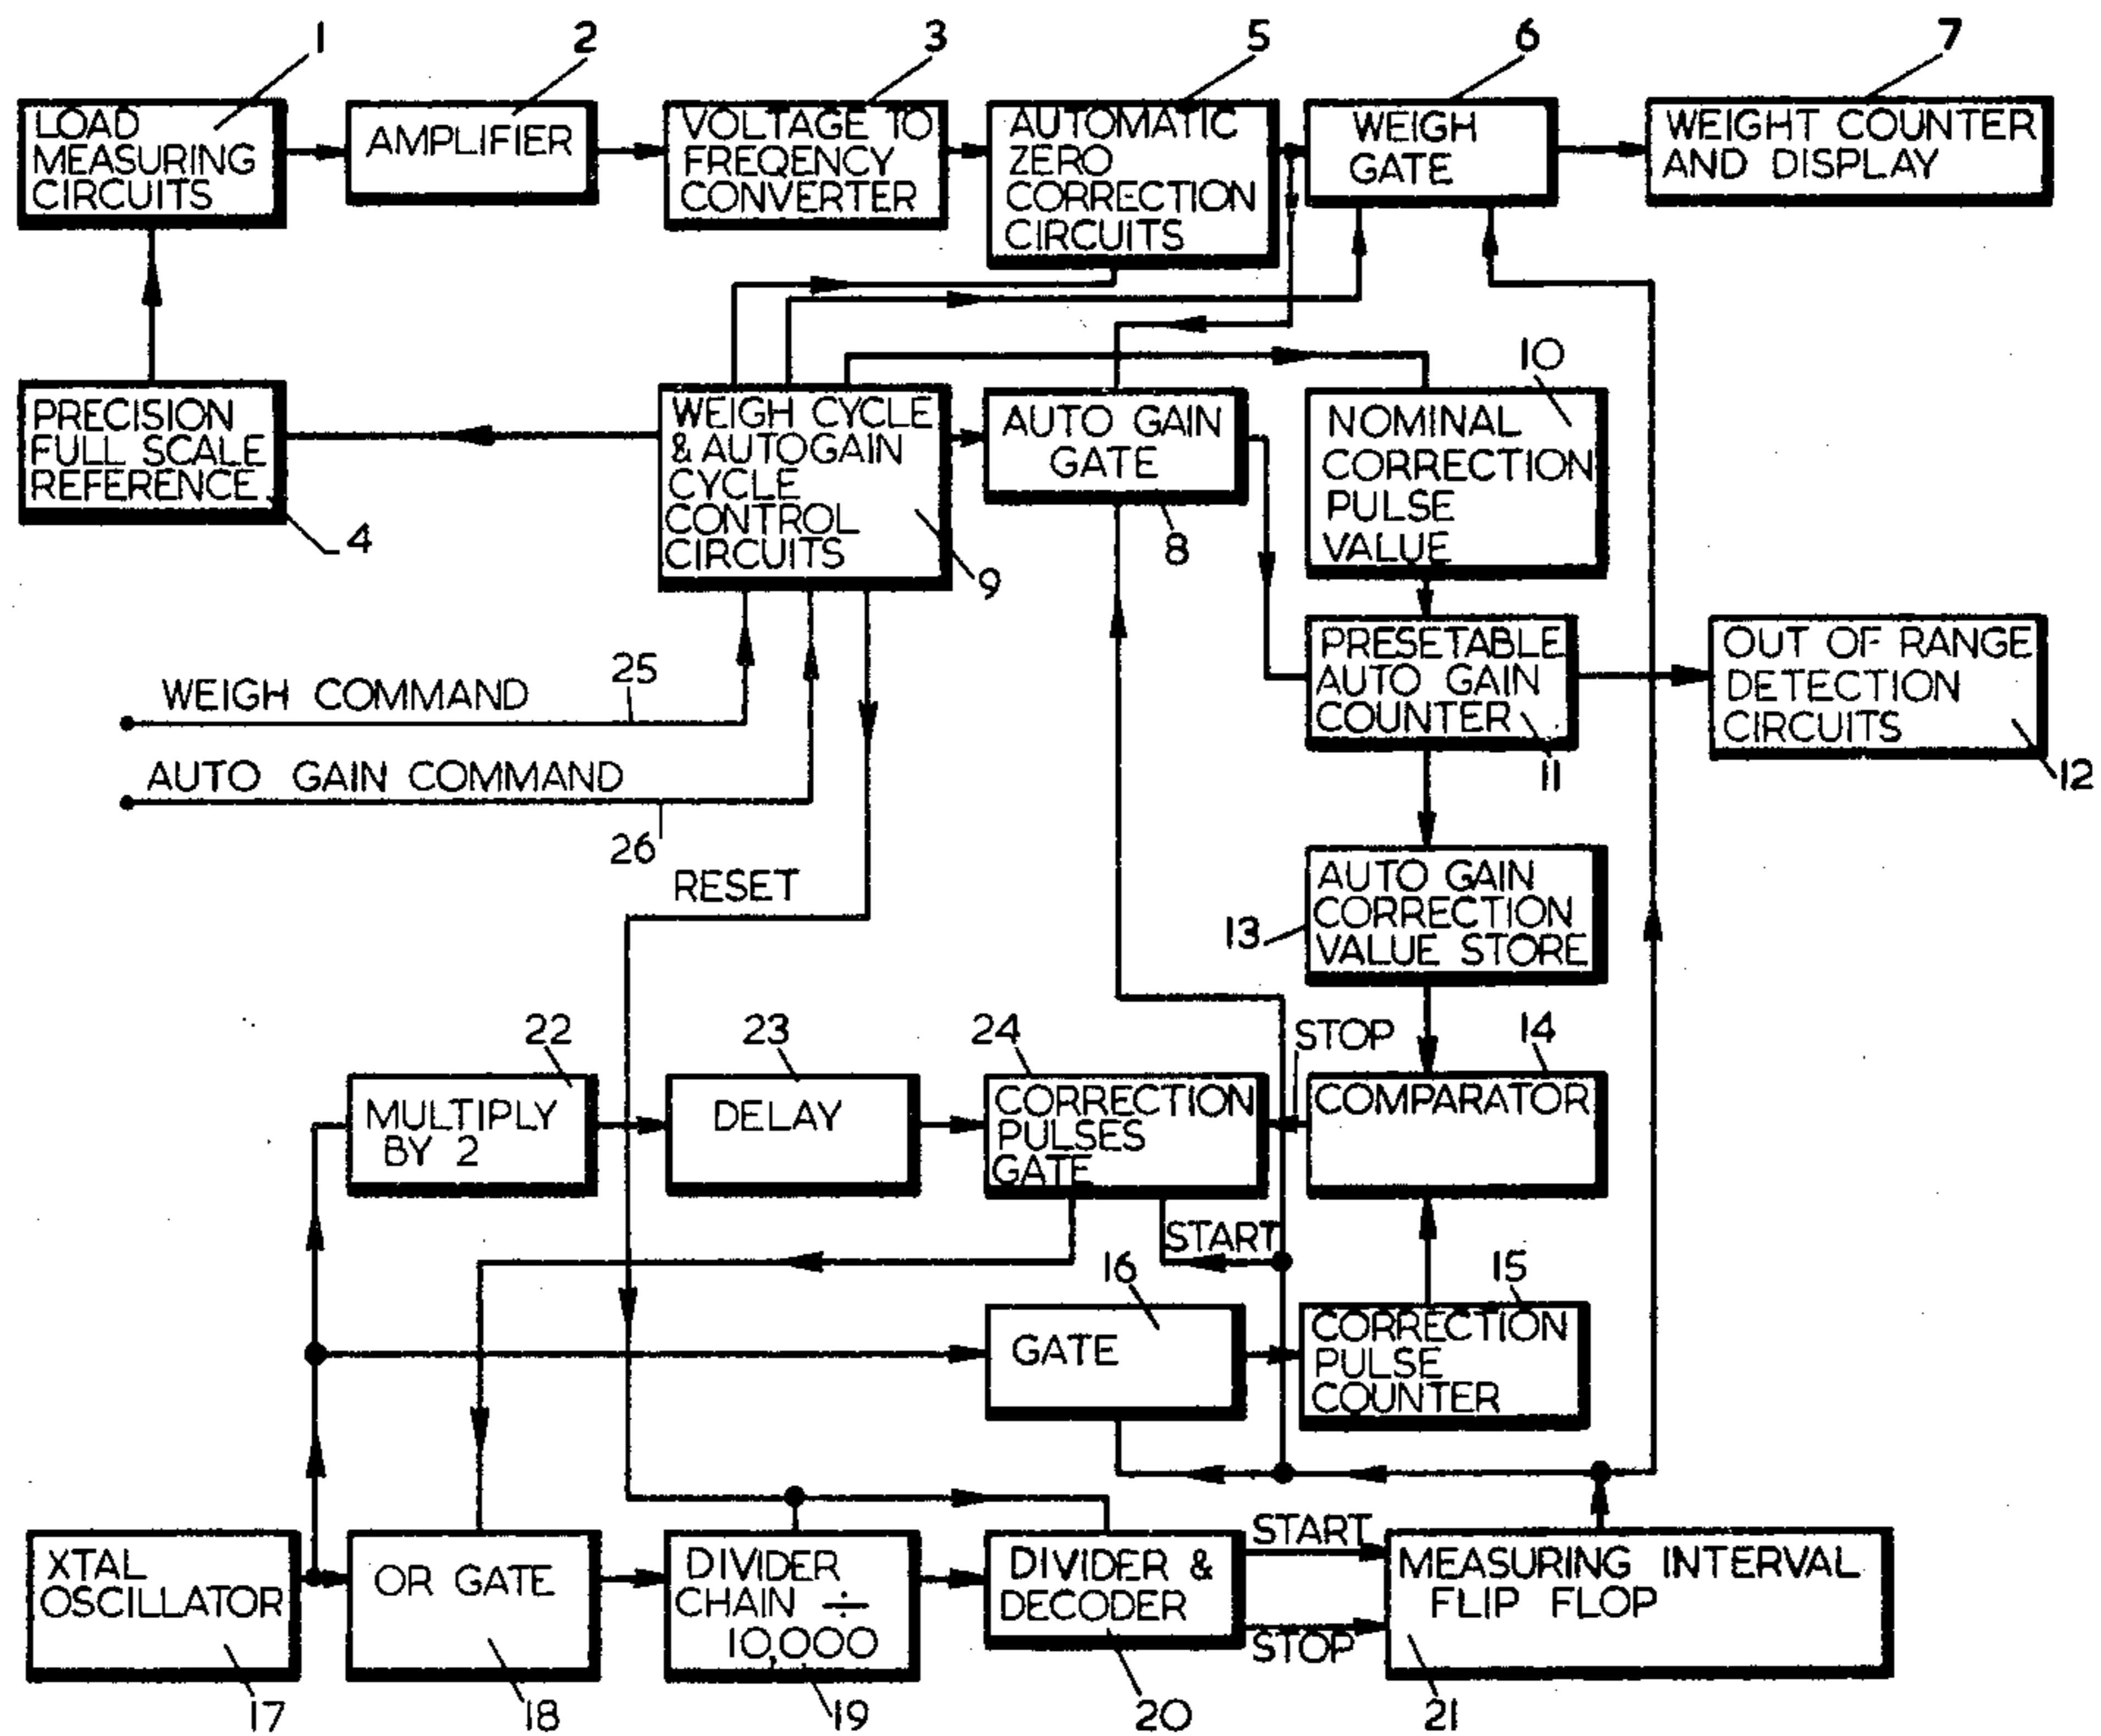 1
2
3
5
6
7
LOAD
MEASURING
CIRCUITS
AMPLIFIER
VOLTAGE TO
FREQENCY
CONVERTER
AUTOMATIC
ZERO
CORRECTION
CIRCUITS
WEIGH
GATE
WEIGHT COUNTER
AND DISPLAY
PRECISION
FULL SCALE
REFERENCE
4
WEIGH CYCLE
& AUTOGAIN
CYCLE
CONTROL
CIRCUITS
9
AUTO GAIN
GATE
8
10
NOMINAL
CORRECTION
PULSE
VALUE
WEIGH COMMAND
25
AUTO GAIN COMMAND
26
PRESETABLE
AUTO GAIN
COUNTER
11
OUT OF RANGE
DETECTION
CIRCUITS
12
RESET
13
AUTO GAIN
CORRECTION
VALUE STORE
22
23
24
STOP
14
MULTIPLY
BY 2
DELAY
CORRECTION
PULSES
GATE
COMPARATOR
START
16
15
GATE
CORRECTION
PULSE
COUNTER
XTAL
OSCILLATOR
OR GATE
DIVIDER
CHAIN ÷
10,000
DIVIDER &
DECODER
START
STOP
MEASURING INTERVAL
FLIP FLOP
17
18
19
20
21